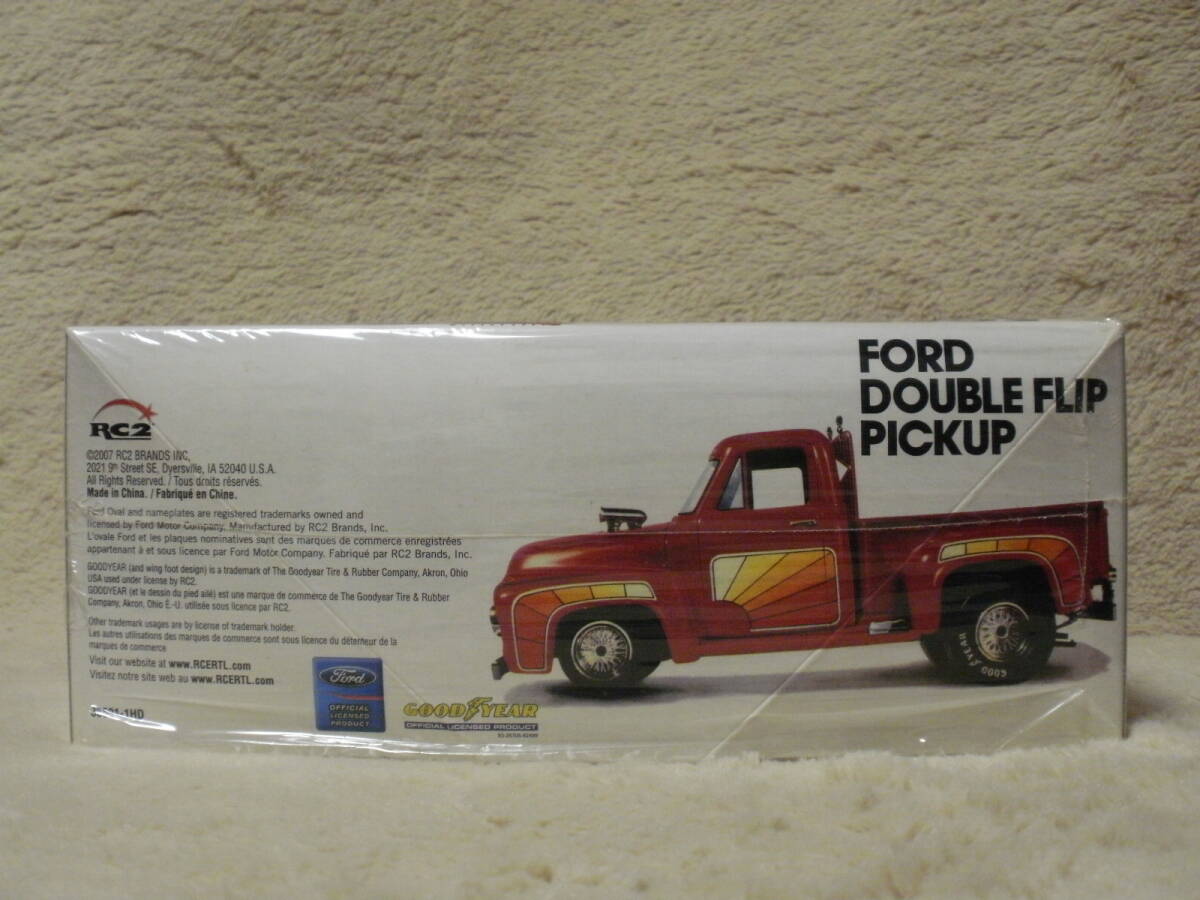 FORD
DOUBLE FLIP
PICKUP
RC2
©2007 RC2 BRANDS INC,
2021 9th Street SE, Dyersville, IA 52040 U.S.A.
All Rights Reserved. / Tous droits réservés.
Made in China. / Fabriqué en Chine.
Ford Oval and nameplates are registered trademarks owned and
licensed by Ford Motor Company. Manufactured by RC2 Brands, Inc.
L'ovale Ford et les plaques nominatives sont des marques de commerce enregistrées
appartenant à et sous licence par Ford Motor Company. Fabriqué par RC2 Brands, Inc.
GOODYEAR (and wing foot design) is a trademark of The Goodyear Tire & Rubber Company, Akron, Ohio
USA used under license by RC2.
GOODYEAR (et le dessin du pied ailé) est une marque de commerce de The Goodyear Tire & Rubber
Company, Akron, Ohio É.-U. utilisée sous licence par RC2.
Other trademark usages are by license of trademark holder.
Les autres utilisations des marques de commerce sont sous licence du détenteur de la
marques de commerce
Visit our website at www.RCERTL.com
Visitez notre site web au www.RCERTL.com
Ford
OFFICIAL
LICENSED
PRODUCT
GOODYEAR
OFFICIAL LICENSED PRODUCT
GOODYEAR